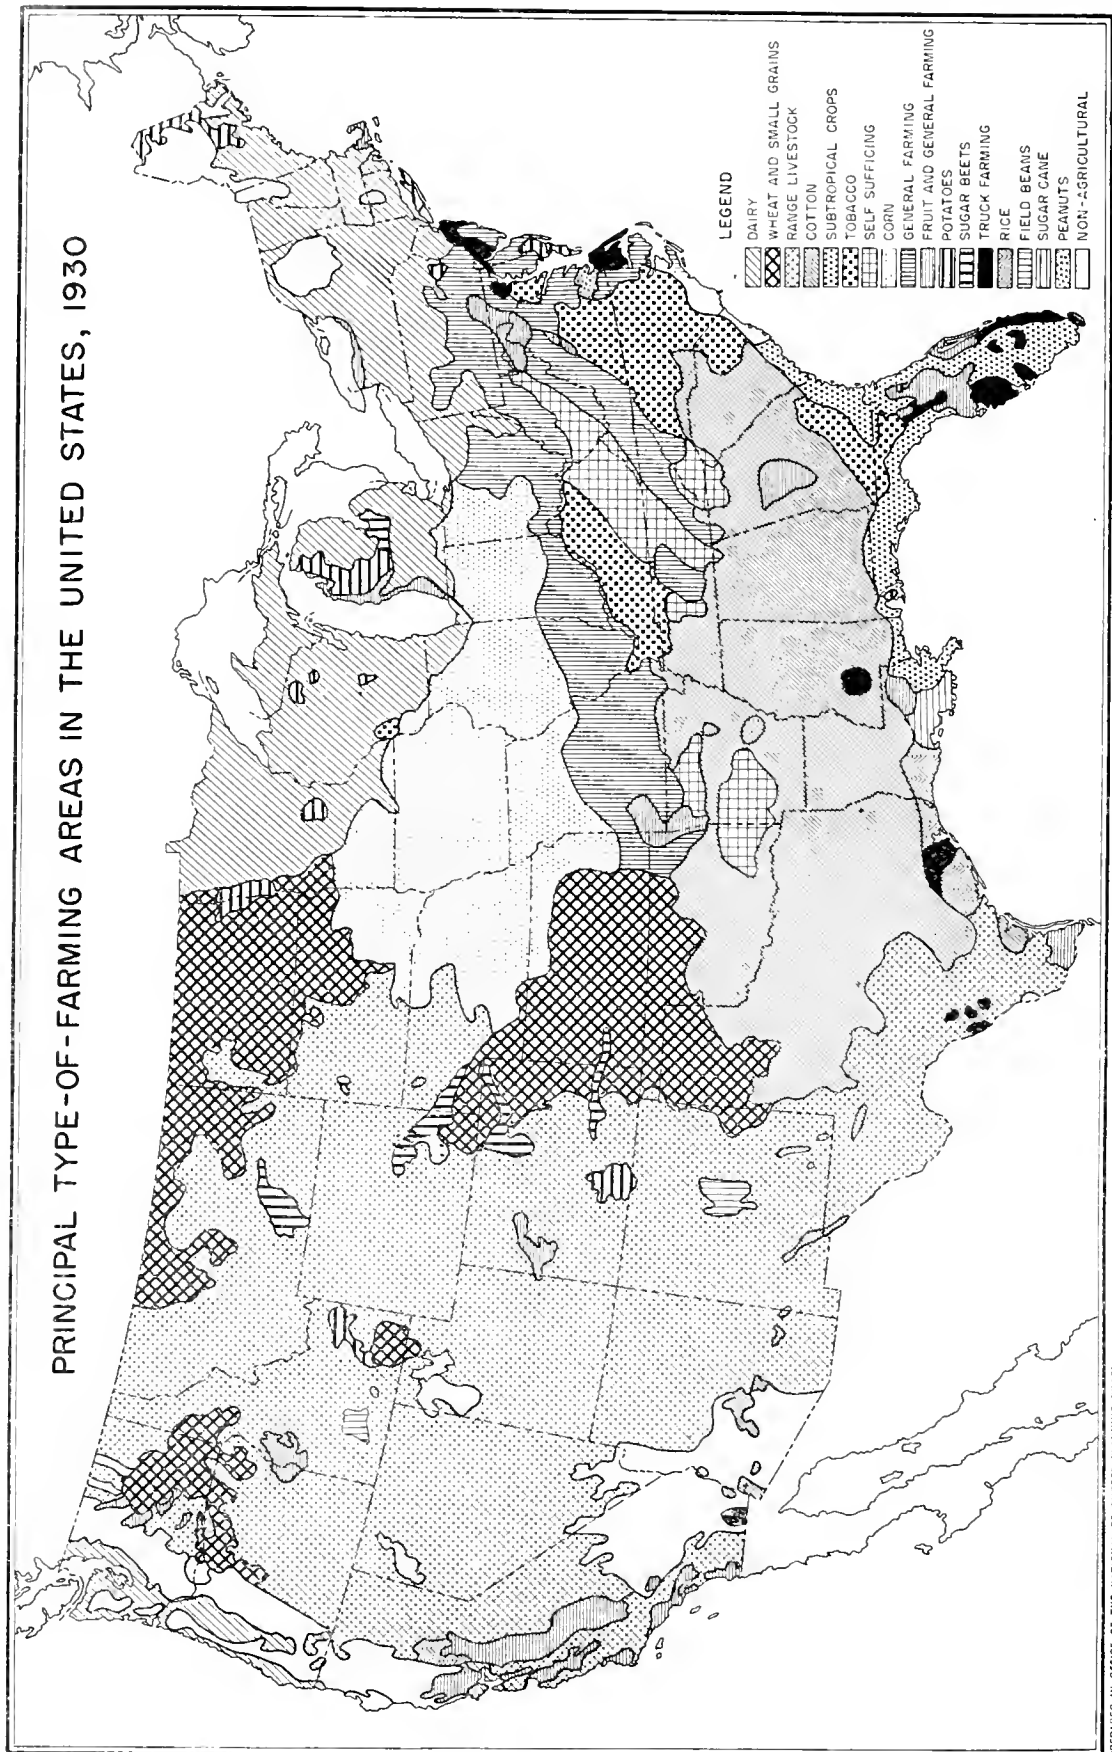 PRINCIPAL TYPE-OF-FARMING AREAS IN THE UNITED STATES, 1930
LEGEND
DAIRY
WHEAT AND SMALL GRAINS
RANGE LIVESTOCK
COTTON
SUBTROPICAL CROPS
TOBACCO
SELF SUFFICING
CORN
GENERAL FARMING
FRUIT AND GENERAL FARMING
POTATOES
SUGAR BEETS
TRUCK FARMING
RICE
FIELD BEANS
SUGAR CANE
PEANUTS
NON-AGRICULTURAL